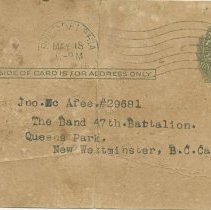 MAY 18
SIDE OF CARD IS FOR ADDRESS ONLY
Jno. Mc Afee.#29681
The Band 47th. Battalion.
Queens Park.
New Westminster, B.C. Ca